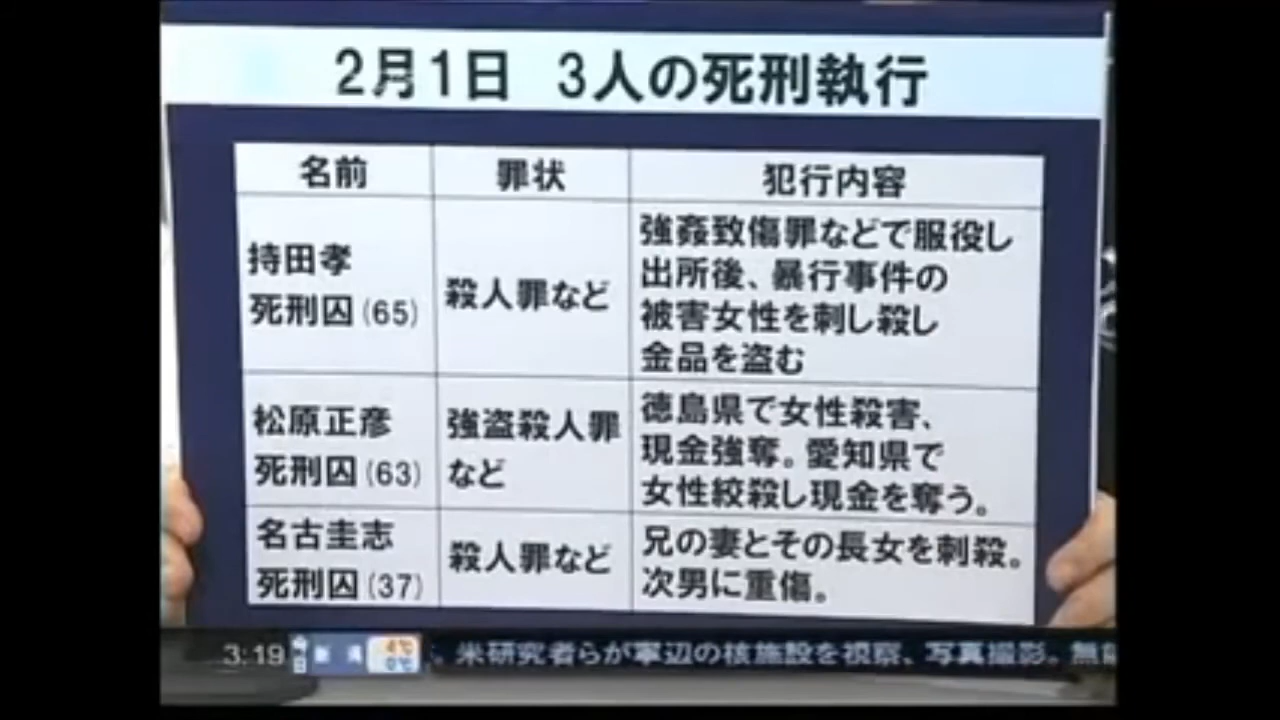 2月1日 3人の死刑執行
名前 罪状 犯行内容
持田孝
死刑囚(65)
殺人罪など
強姦致傷罪などで服役し
出所後、暴行事件の
被害女性を刺し殺し
金品を盗む
松原正彦
死刑囚(63)
強盗殺人罪
など
徳島県で女性殺害、
現金強奪。愛知県で
女性絞殺し現金を奪う。
名古圭志
死刑囚(37)
殺人罪など
兄の妻とその長女を刺殺。
次男に重傷。
3:19
4℃
0℃
米研究者らが寧辺の核施設を視察、写真撮影。無